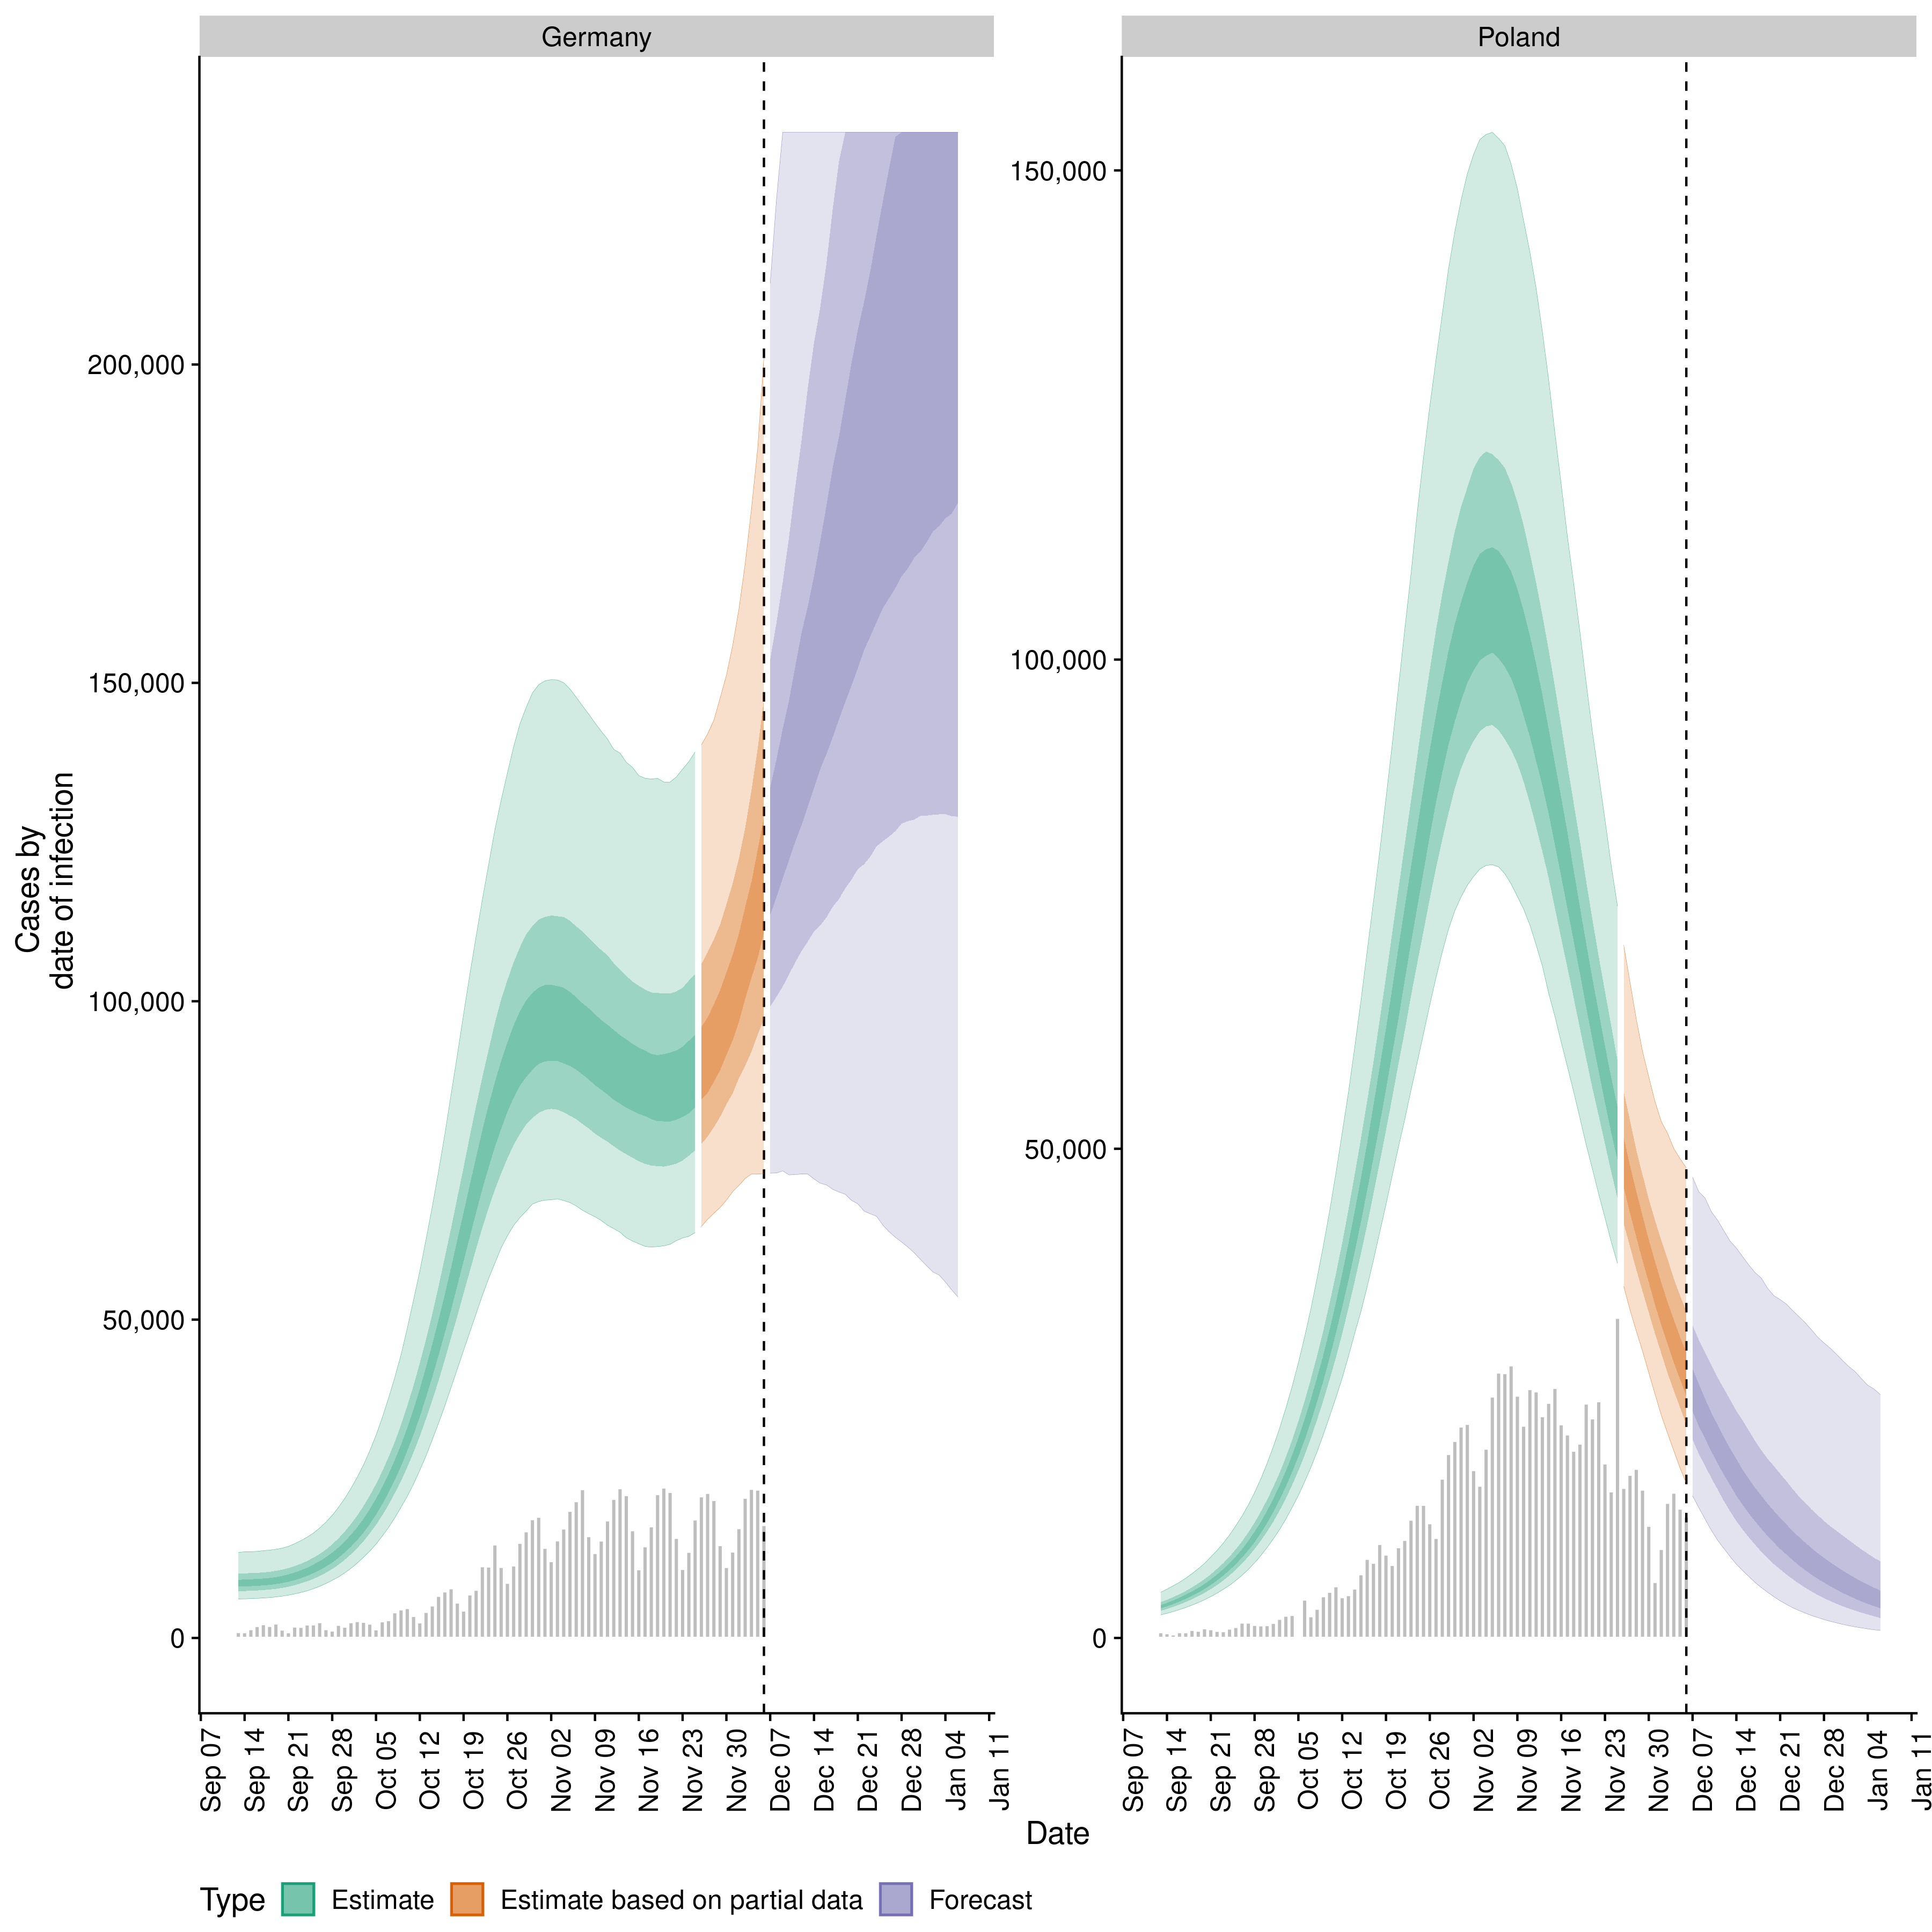 Germany
Poland
Cases by
date of infection
200,000
150,000
100,000
50,000
0
150,000
100,000
50,000
0
Sep 07
Sep 14
Sep 21
Sep 28
Oct 05
Oct 12
Oct 19
Oct 26
Nov 02
Nov 09
Nov 16
Nov 23
Nov 30
Dec 07
Dec 14
Dec 21
Dec 28
Jan 04
Jan 11
Sep 07
Sep 14
Sep 21
Sep 28
Oct 05
Oct 12
Oct 19
Oct 26
Nov 02
Nov 09
Nov 16
Nov 23
Nov 30
Dec 07
Dec 14
Dec 21
Dec 28
Jan 04
Jan 11
Date
Type Estimate Estimate based on partial data Forecast